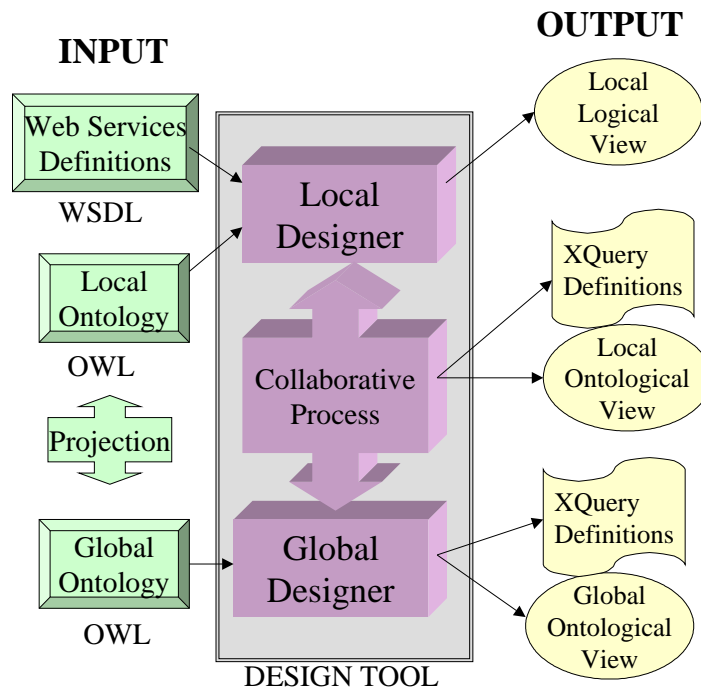 INPUT
OUTPUT
Web Services
Definitions
WSDL
Local
Ontology
OWL
Projection
Global
Ontology
OWL
Local
Designer
Collaborative
Process
Global
Designer
DESIGN TOOL
Local
Logical
View
XQuery
Definitions
Local
Ontological
View
XQuery
Definitions
Global
Ontological
View